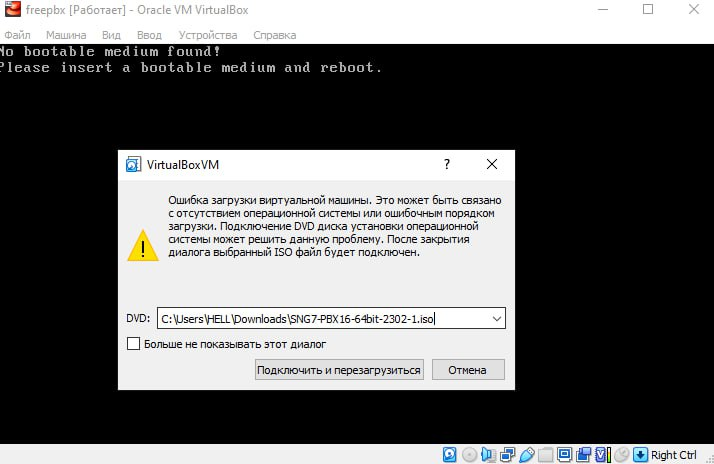 freepbx [Работает] - Oracle VM VirtualBox
Файл Машина Вид Ввод Устройства Справка
No bootable medium found!
Please insert a bootable medium and reboot.
VirtualBoxVM
?
Ошибка загрузки виртуальной машины. Это может быть связано
с отсутствием операционной системы или ошибочным порядком
загрузки. Подключение DVD диска установки операционной
системы может решить данную проблему. После закрытия
диалога выбранный ISO файл будет подключен.
DVD: C:\Users\HELL\Downloads\SNG7-PBX16-64bit-2302-1.iso
Больше не показывать этот диалог
Подключить и перезагрузиться Отмена
Right Ctrl